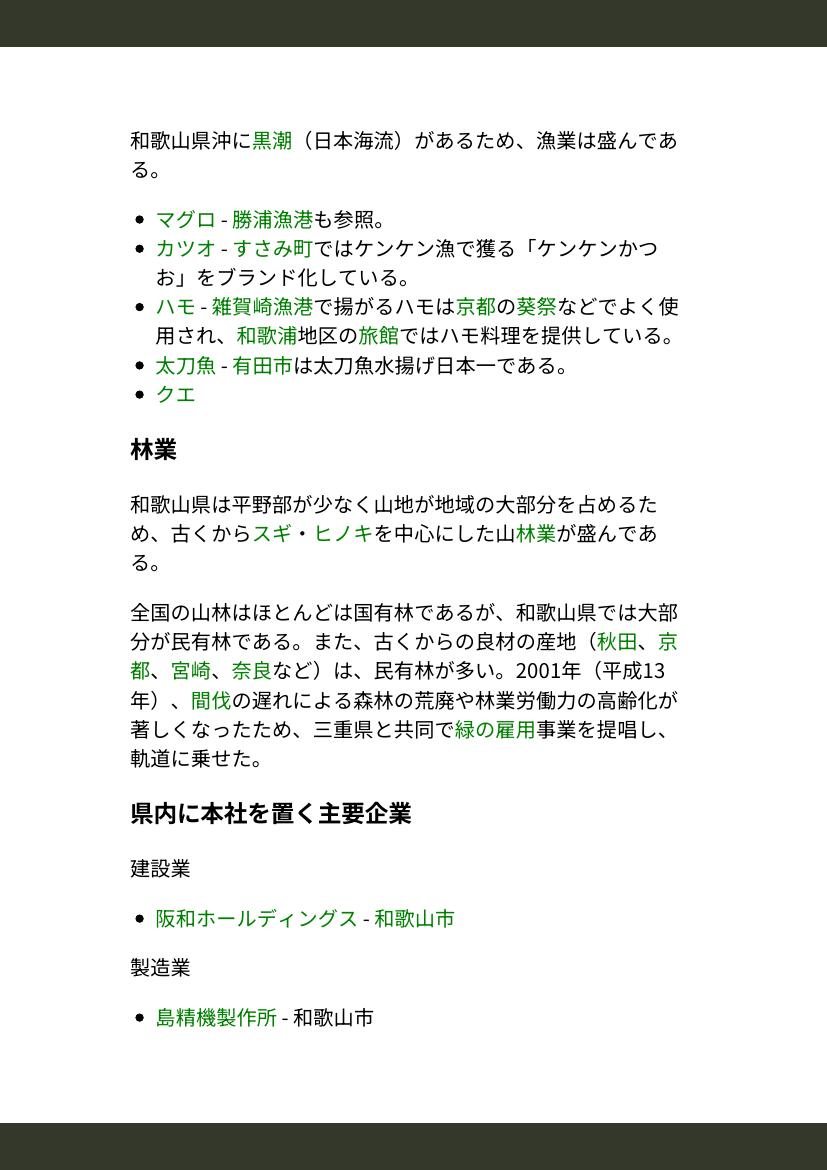 和歌山県沖に黒潮（日本海流）があるため、漁業は盛んであ
る。
マグロ - 勝浦漁港も参照。
カツオ - すさみ町ではケンケン漁で獲る「ケンケンかつ
お」をブランド化している。
ハモ - 雑賀崎漁港で揚がるハモは京都の葵祭などでよく使
用され、和歌浦地区の旅館ではハモ料理を提供している。
太刀魚 - 有田市は太刀魚水揚げ日本一である。
クエ
林業
和歌山県は平野部が少なく山地が地域の大部分を占めるた
め、古くからスギ・ヒノキを中心にした山林業が盛んであ
る。
全国の山林はほとんどは国有林であるが、和歌山県では大部
分が民有林である。また、古くからの良材の産地（秋田、京
都、宮崎、奈良など）は、民有林が多い。2001年（平成13
年）、間伐の遅れによる森林の荒廃や林業労働力の高齢化が
著しくなったため、三重県と共同で緑の雇用事業を提唱し、
軌道に乗せた。
県内に本社を置く主要企業
建設業
阪和ホールディングス - 和歌山市
製造業
島精機製作所 - 和歌山市